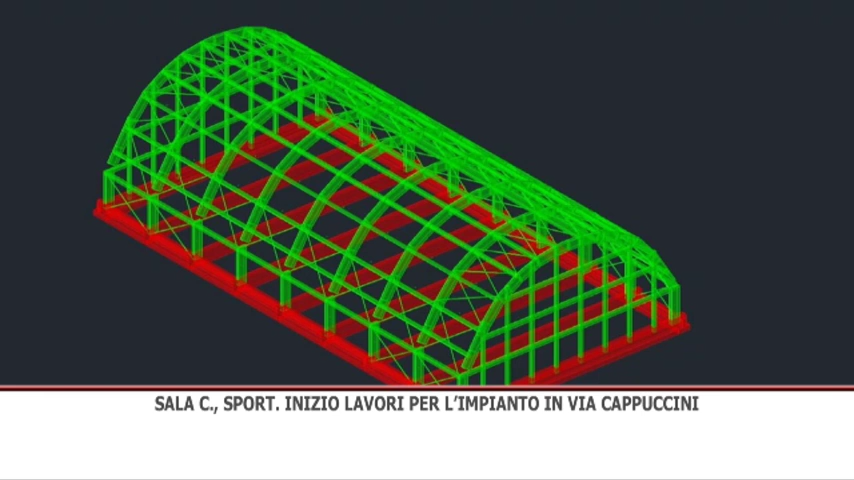 SALA C., SPORT. INIZIO LAVORI PER L'IMPIANTO IN VIA CAPPUCCINI